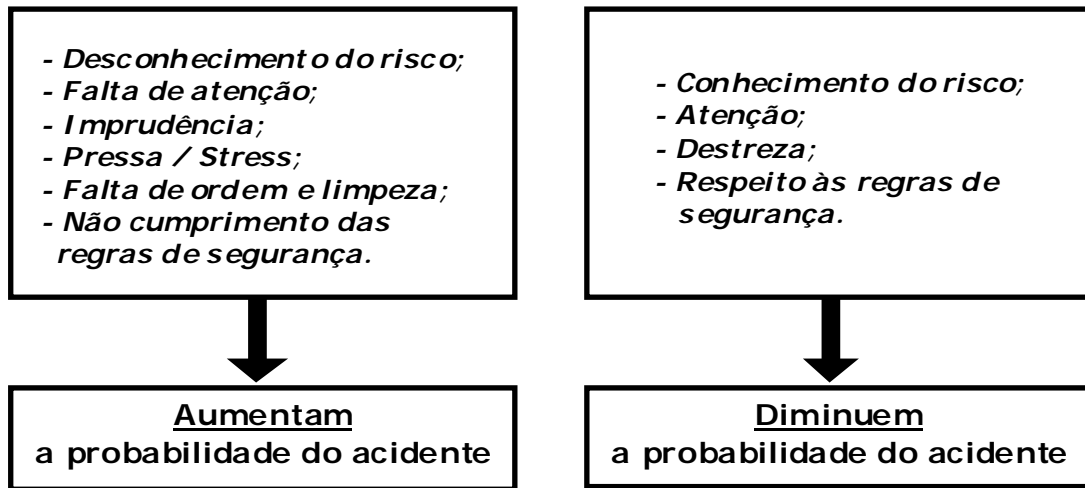 - Desconhecimento do risco;
- Falta de atenção;
- Imprudência;
- Pressa / Stress;
- Falta de ordem e limpeza;
- Não cumprimento das
regras de segurança.
Aumentam
a probabilidade do acidente
- Conhecimento do risco;
- Atenção;
- Destreza;
- Respeito às regras de
segurança.
Diminuem
a probabilidade do acidente